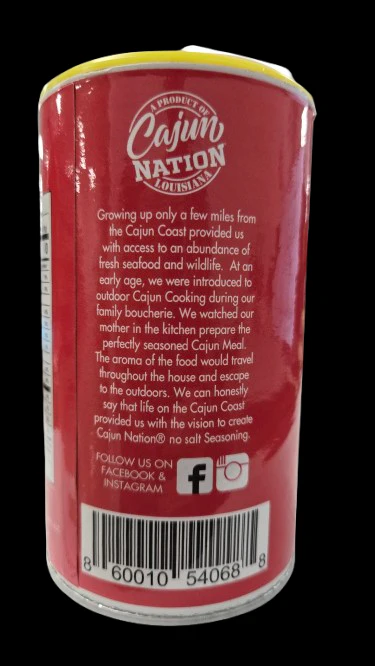 A PRODUCT OF
Cajun
NATION
LOUISIANA
Growing up only a few miles from
the Cajun Coast provided us
with access to an abundance of
fresh seafood and wildlife. At an
early age, we were introduced to
outdoor Cajun Cooking during our
family boucherie. We watched our
mother in the kitchen prepare the
perfectly seasoned Cajun Meal.
The aroma of the food would travel
throughout the house and escape
to the outdoors. We can honestly
say that life on the Cajun Coast
provided us with the vision to create
Cajun Nation® no salt Seasoning.
FOLLOW US ON
FACEBOOK &
INSTAGRAM
8 60010 54068 8